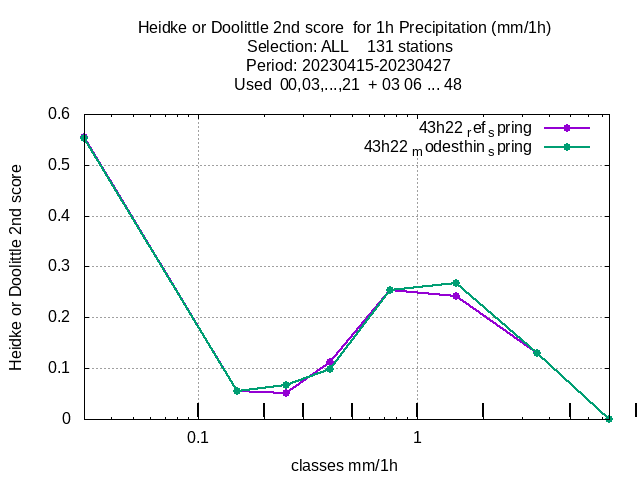 Heidke or Doolittle 2nd score  for 1h Precipitation (mm/1h)
Selection: ALL    131 stations
Period: 20230415-20230427
Used  00,03,...,21  + 03 06 ... 48
43h22 ref spring
43h22 modesthin spring
Heidke or Doolittle 2nd score
0.6
0.5
0.4
0.3
0.2
0.1
0
0.1 1
classes mm/1h